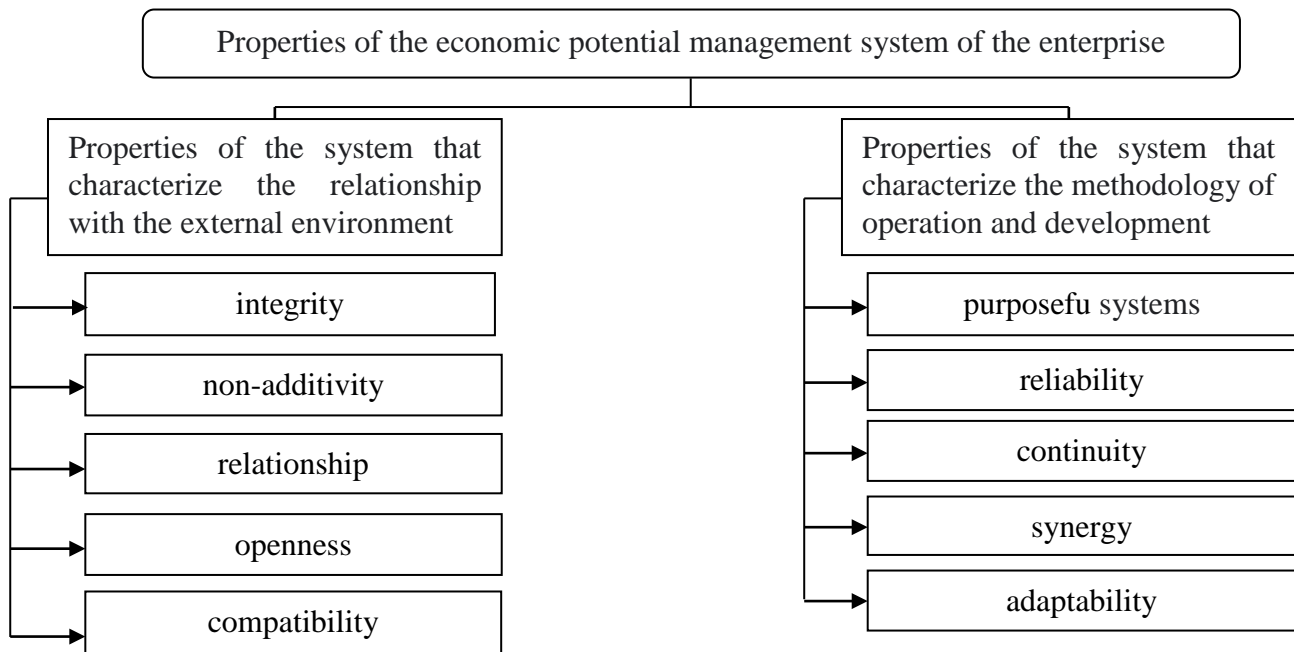 Properties of the economic potential management system of the enterprise
Properties of the system that
characterize the relationship
with the external environment
integrity
non-additivity
relationship
openness
compatibility
Properties of the system that
characterize the methodology of
operation and development
purposefu systems
reliability
continuity
synergy
adaptability